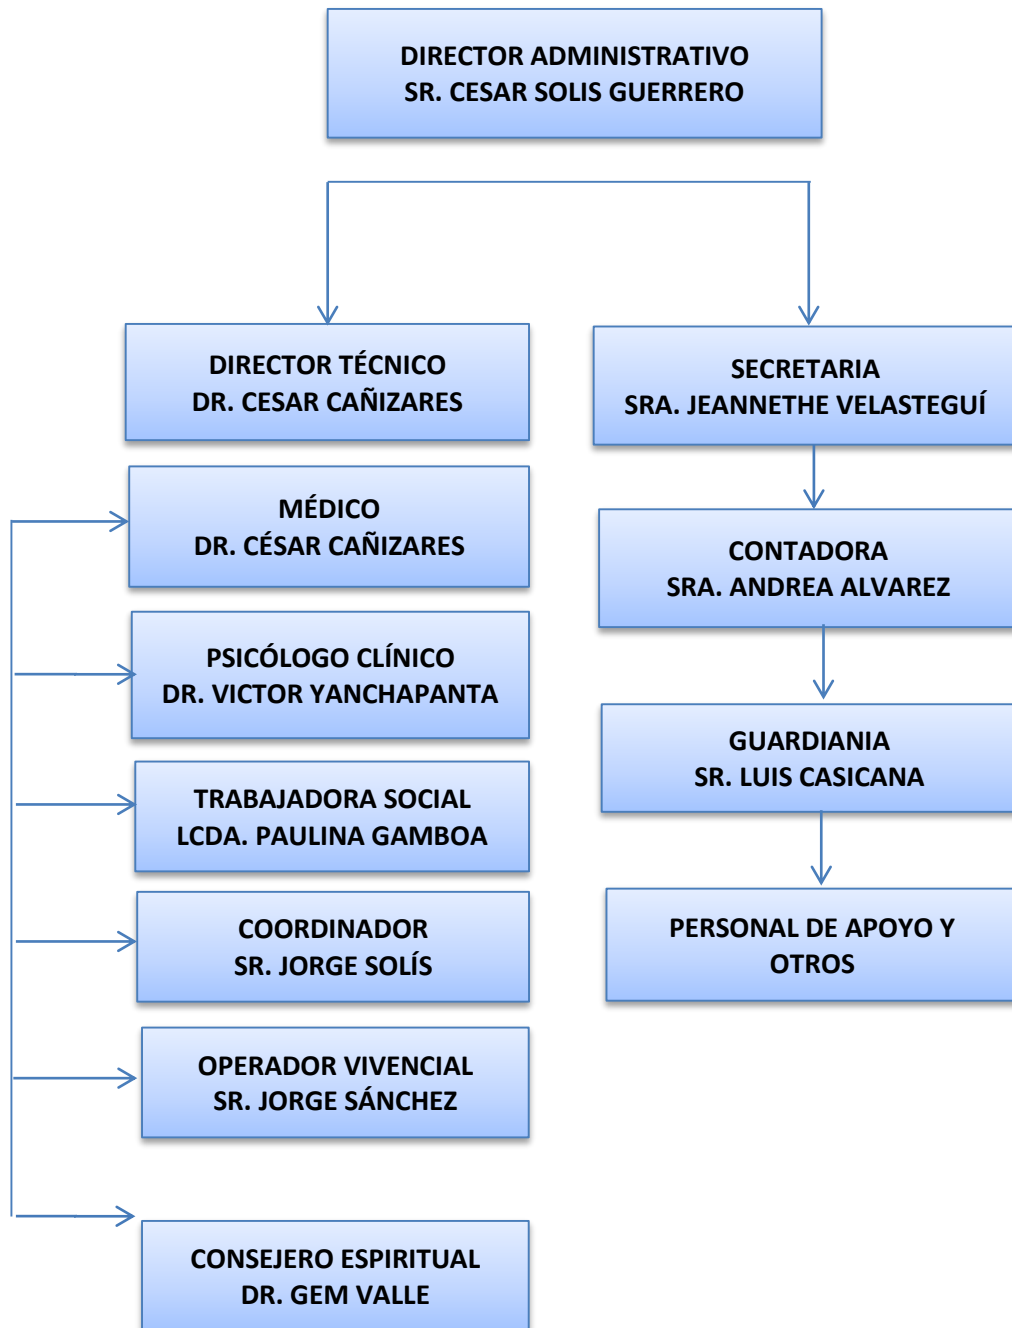 DIRECTOR ADMINISTRATIVO
SR. CESAR SOLIS GUERRERO
DIRECTOR TÉCNICO
DR. CESAR CAÑIZARES
MÉDICO
DR. CÉSAR CAÑIZARES
PSICÓLOGO CLÍNICO
DR. VICTOR YANCHAPANTA
TRABAJADORA SOCIAL
LCDA. PAULINA GAMBOA
COORDINADOR
SR. JORGE SOLÍS
OPERADOR VIVENCIAL
SR. JORGE SÁNCHEZ
CONSEJERO ESPIRITUAL
DR. GEM VALLE
SECRETARIA
SRA. JEANNETHE VELASTEGUÍ
CONTADORA
SRA. ANDREA ALVAREZ
GUARDIANIA
SR. LUIS CASICANA
PERSONAL DE APOYO Y
OTROS